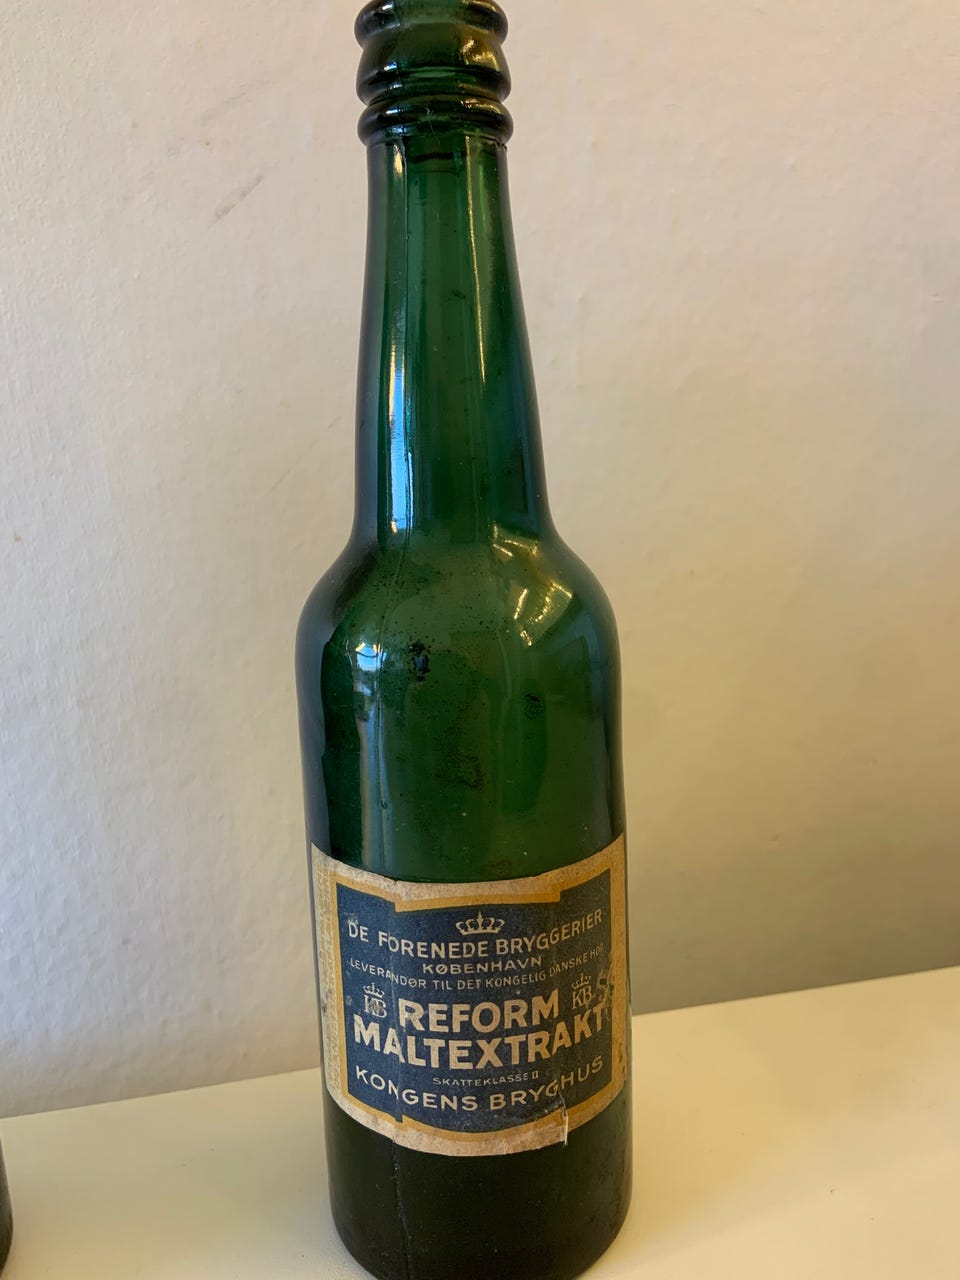 DE FORENEDE BRYGGERIER
KØBENHAVN
LEVERANDØR TIL DET KONGELIG DANSKE HOF
KB KB
REFORM
MALTEXTRAKT
SKATTEKLASSE II
KONGENS BRYGHUS